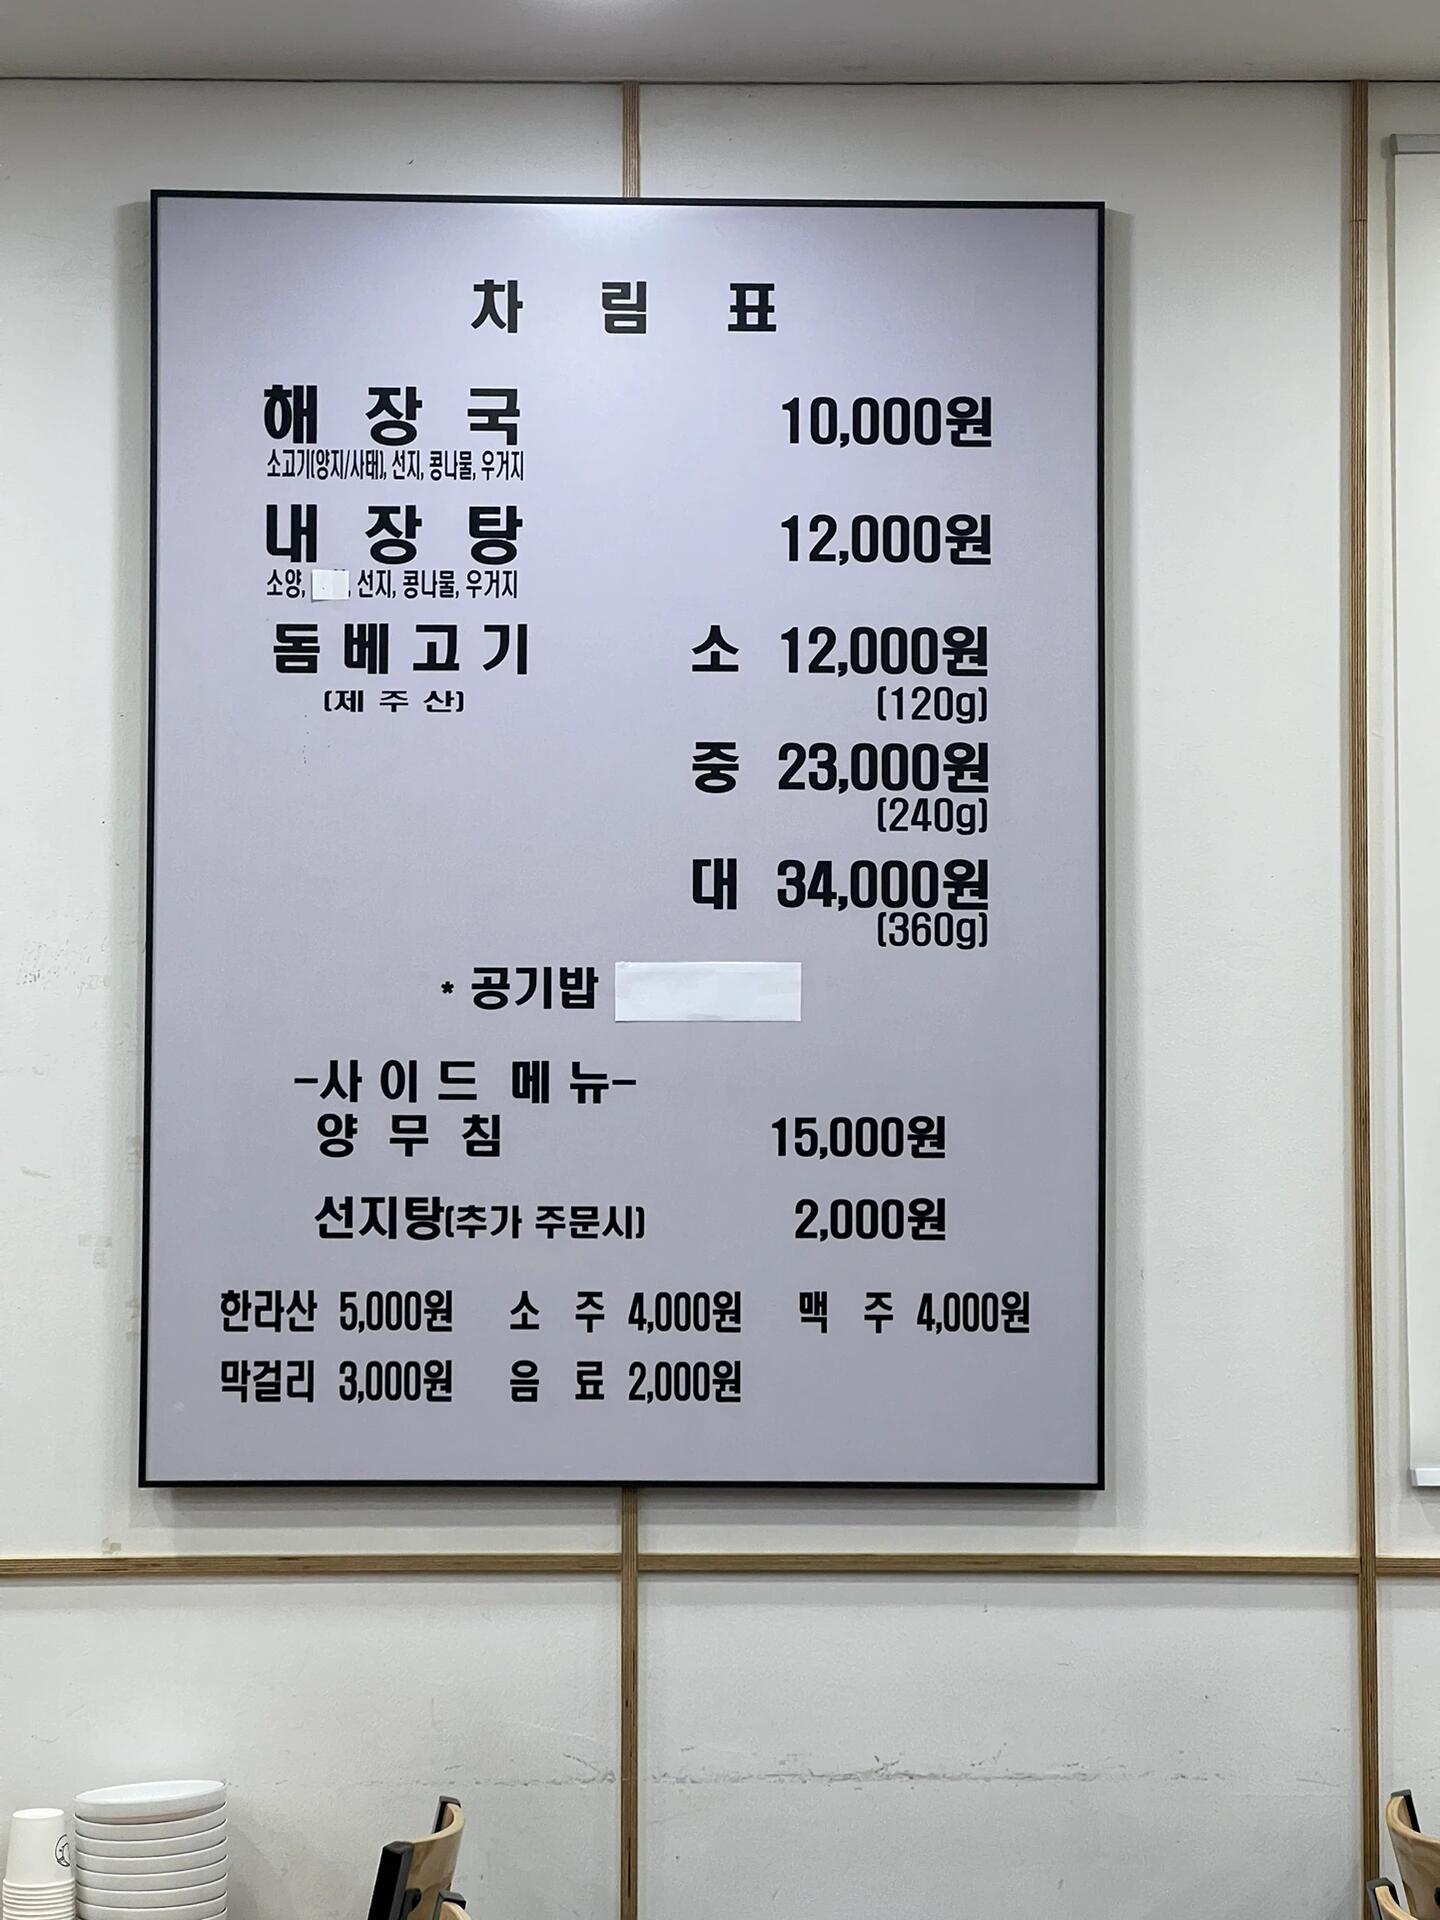 차림표
해장국 10,000원
소고기(양지/사태), 선지, 콩나물, 우거지
내장탕 12,000원
소양, , 선지, 콩나물, 우거지
돔베고기 소 12,000원
(제주산) (120g)
중 23,000원
(240g)
대 34,000원
(360g)
* 공기밥
-사이드 메뉴-
양무침 15,000원
선지탕(추가 주문시) 2,000원
한라산 5,000원 소주 4,000원 맥주 4,000원
막걸리 3,000원 음료 2,000원